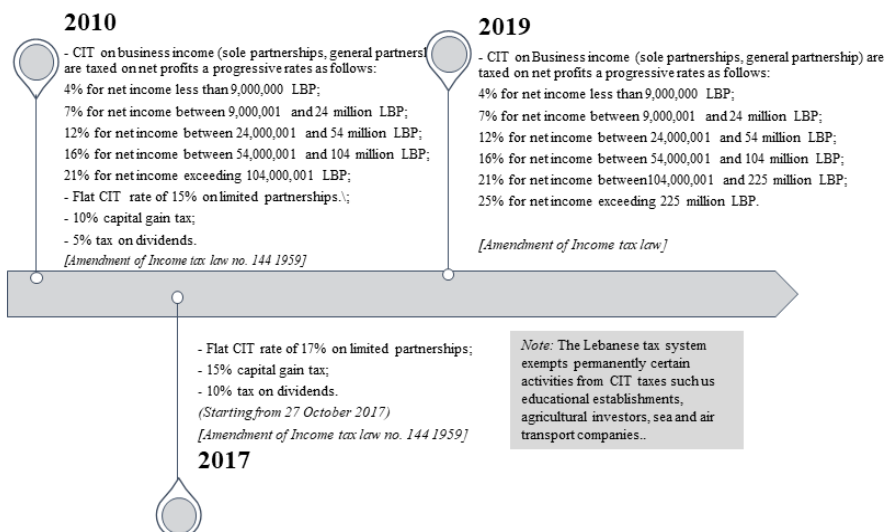 2010
- CIT on business income (sole partnerships, general
are taxed on net profits a progressive rates as follows:
4% for net income less than 9,000,000 LBP;
7% for net income between 9,000,001 and 24 million LBP;
12% for net income between 24,000,001 and 54 million LBP;
16% for net income between 54,000,001 and 104 million LBP;
21% for net income exceeding 104,000,001 LBP;
- Flat CIT rate of 15% on limited partnerships.\;
- 10% capital gain tax;
- 5% tax on dividends.
[Amendment of Income tax law no. 144 1959]
2019
- CIT on Business income (sole partnerships, general partnership) are
taxed on net profits a progressive rates as follows:
4% for net income less than 9,000,000 LBP;
7% for net income between 9,000,001 and 24 million LBP;
12% for net income between 24,000,001 and 54 million LBP;
16% for net income between 54,000,001 and 104 million LBP;
21% for net income between 104,000,001 and 225 million LBP;
25% for net income exceeding 225 million LBP.
[Amendment of Income tax law]
- Flat CIT rate of 17% on limited partnerships;
- 15% capital gain tax;
- 10% tax on dividends.
(Starting from 27 October 2017)
[Amendment of Income tax law no. 144 1959]
2017
Note: The Lebanese tax system
exempts permanently certain
activities from CIT taxes such us
educational establishments,
agricultural investors, sea and air
transport companies..